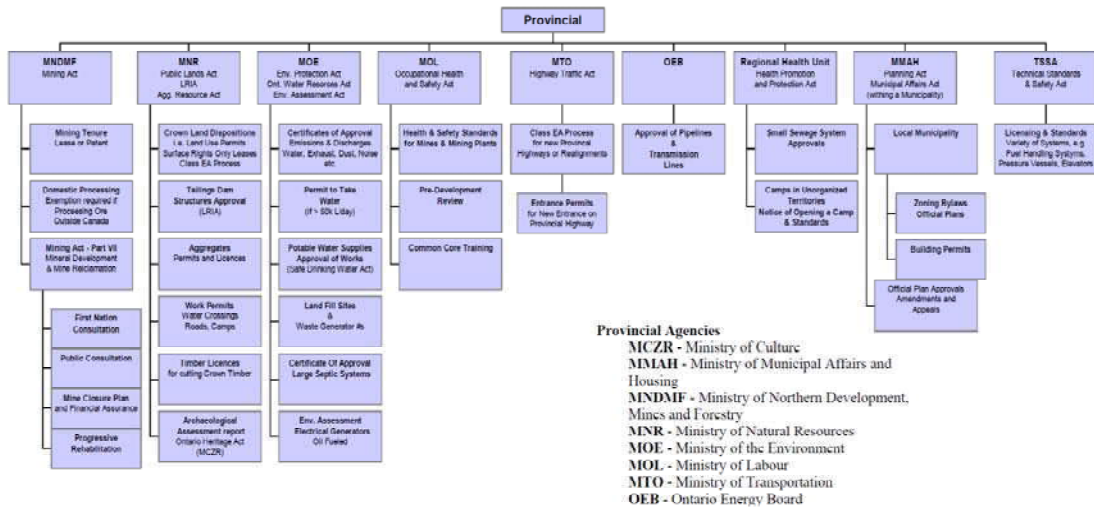 Provincial
MNDMF
Mining Act
Mining Tenure
Lease or Patent
Domestic Processing
Exemption required if
Processing Ore
Outside Canada
Mining Act - Part VII
Mineral Development
& Mine Reclamation
First Nation
Consultation
Public Consultation
Mine Closure Plan
and Financial Assurance
Progressive
Rehabilitation
MNR
Public Lands Act
LRIA
Agg. Resource Act
Crown Land Dispositions
i.e. Land Use Permits
Surface Rights Only Leases
Class EA Process
Tailings Dam
Structures Approval
(LRIA)
Aggregates
Permits and Licences
Work Permits
Water Crossings
Roads, Camps
Timber Licences
for cutting Crown Timber
Archaeological
Assessment report
Ontario Heritage Act
(MCZR)
MOE
Env. Protection Act
Ont. Water Resorses Act
Env. Assessment Act
Certificates of Approval
Emissions & Discharges
Water, Exhaust, Dust, Noise
etc.
Permit to Take
Water
(if > 50k L/day)
Potable Water Supplies
Approval of Works
(Safe Drinking Water Act)
Land Fill Sites
&
Waste Generator #s
Certificate Of Approval
Large Septic Systems
Env. Assessment
Electrical Generators
Oil Fueled
MOL
Occupational Health
and Safety Act
Health & Safety Standards
for Mines & Mining Plants
Pre-Development
Review
Common Core Training
MTO
Highway Traffic Act
Class EA Process
for new Provincal
Highways or Realignments
Entrance Permits
for New Entrance on
Provincial Highway
OEB
Approval of Pipelines
&
Transmission
Lines
Regional Health Unit
Health Promotion
and Protection Act
Small Sewage System
Approvals
Camps in Unorganized
Territories
Notice of Opening a Camp
& Standards
MMAH
Planning Act
Municipal Affairs Act
(withing a Municipality)
Local Municipality
Zoning Bylaws
Official Plans
Building Permits
Official Plan Approvals
Amendments and
Appears
TSSA
Technical Standards
& Safety Act
Licensing & Standards
Variety of Systems, e.g.
Fuel Handling Systyms,
Pressure Vessels, Elavators
Provincial Agencies
MCZR - Ministry of Culture
MMAH - Ministry of Municipal Affairs and
Housing
MNDMF - Ministry of Northern Development,
Mines and Forestry
MNR - Ministry of Natural Resources
MOE - Ministry of the Environment
MOL - Ministry of Labour
MTO - Ministry of Transportation
OEB - Ontario Energy Board